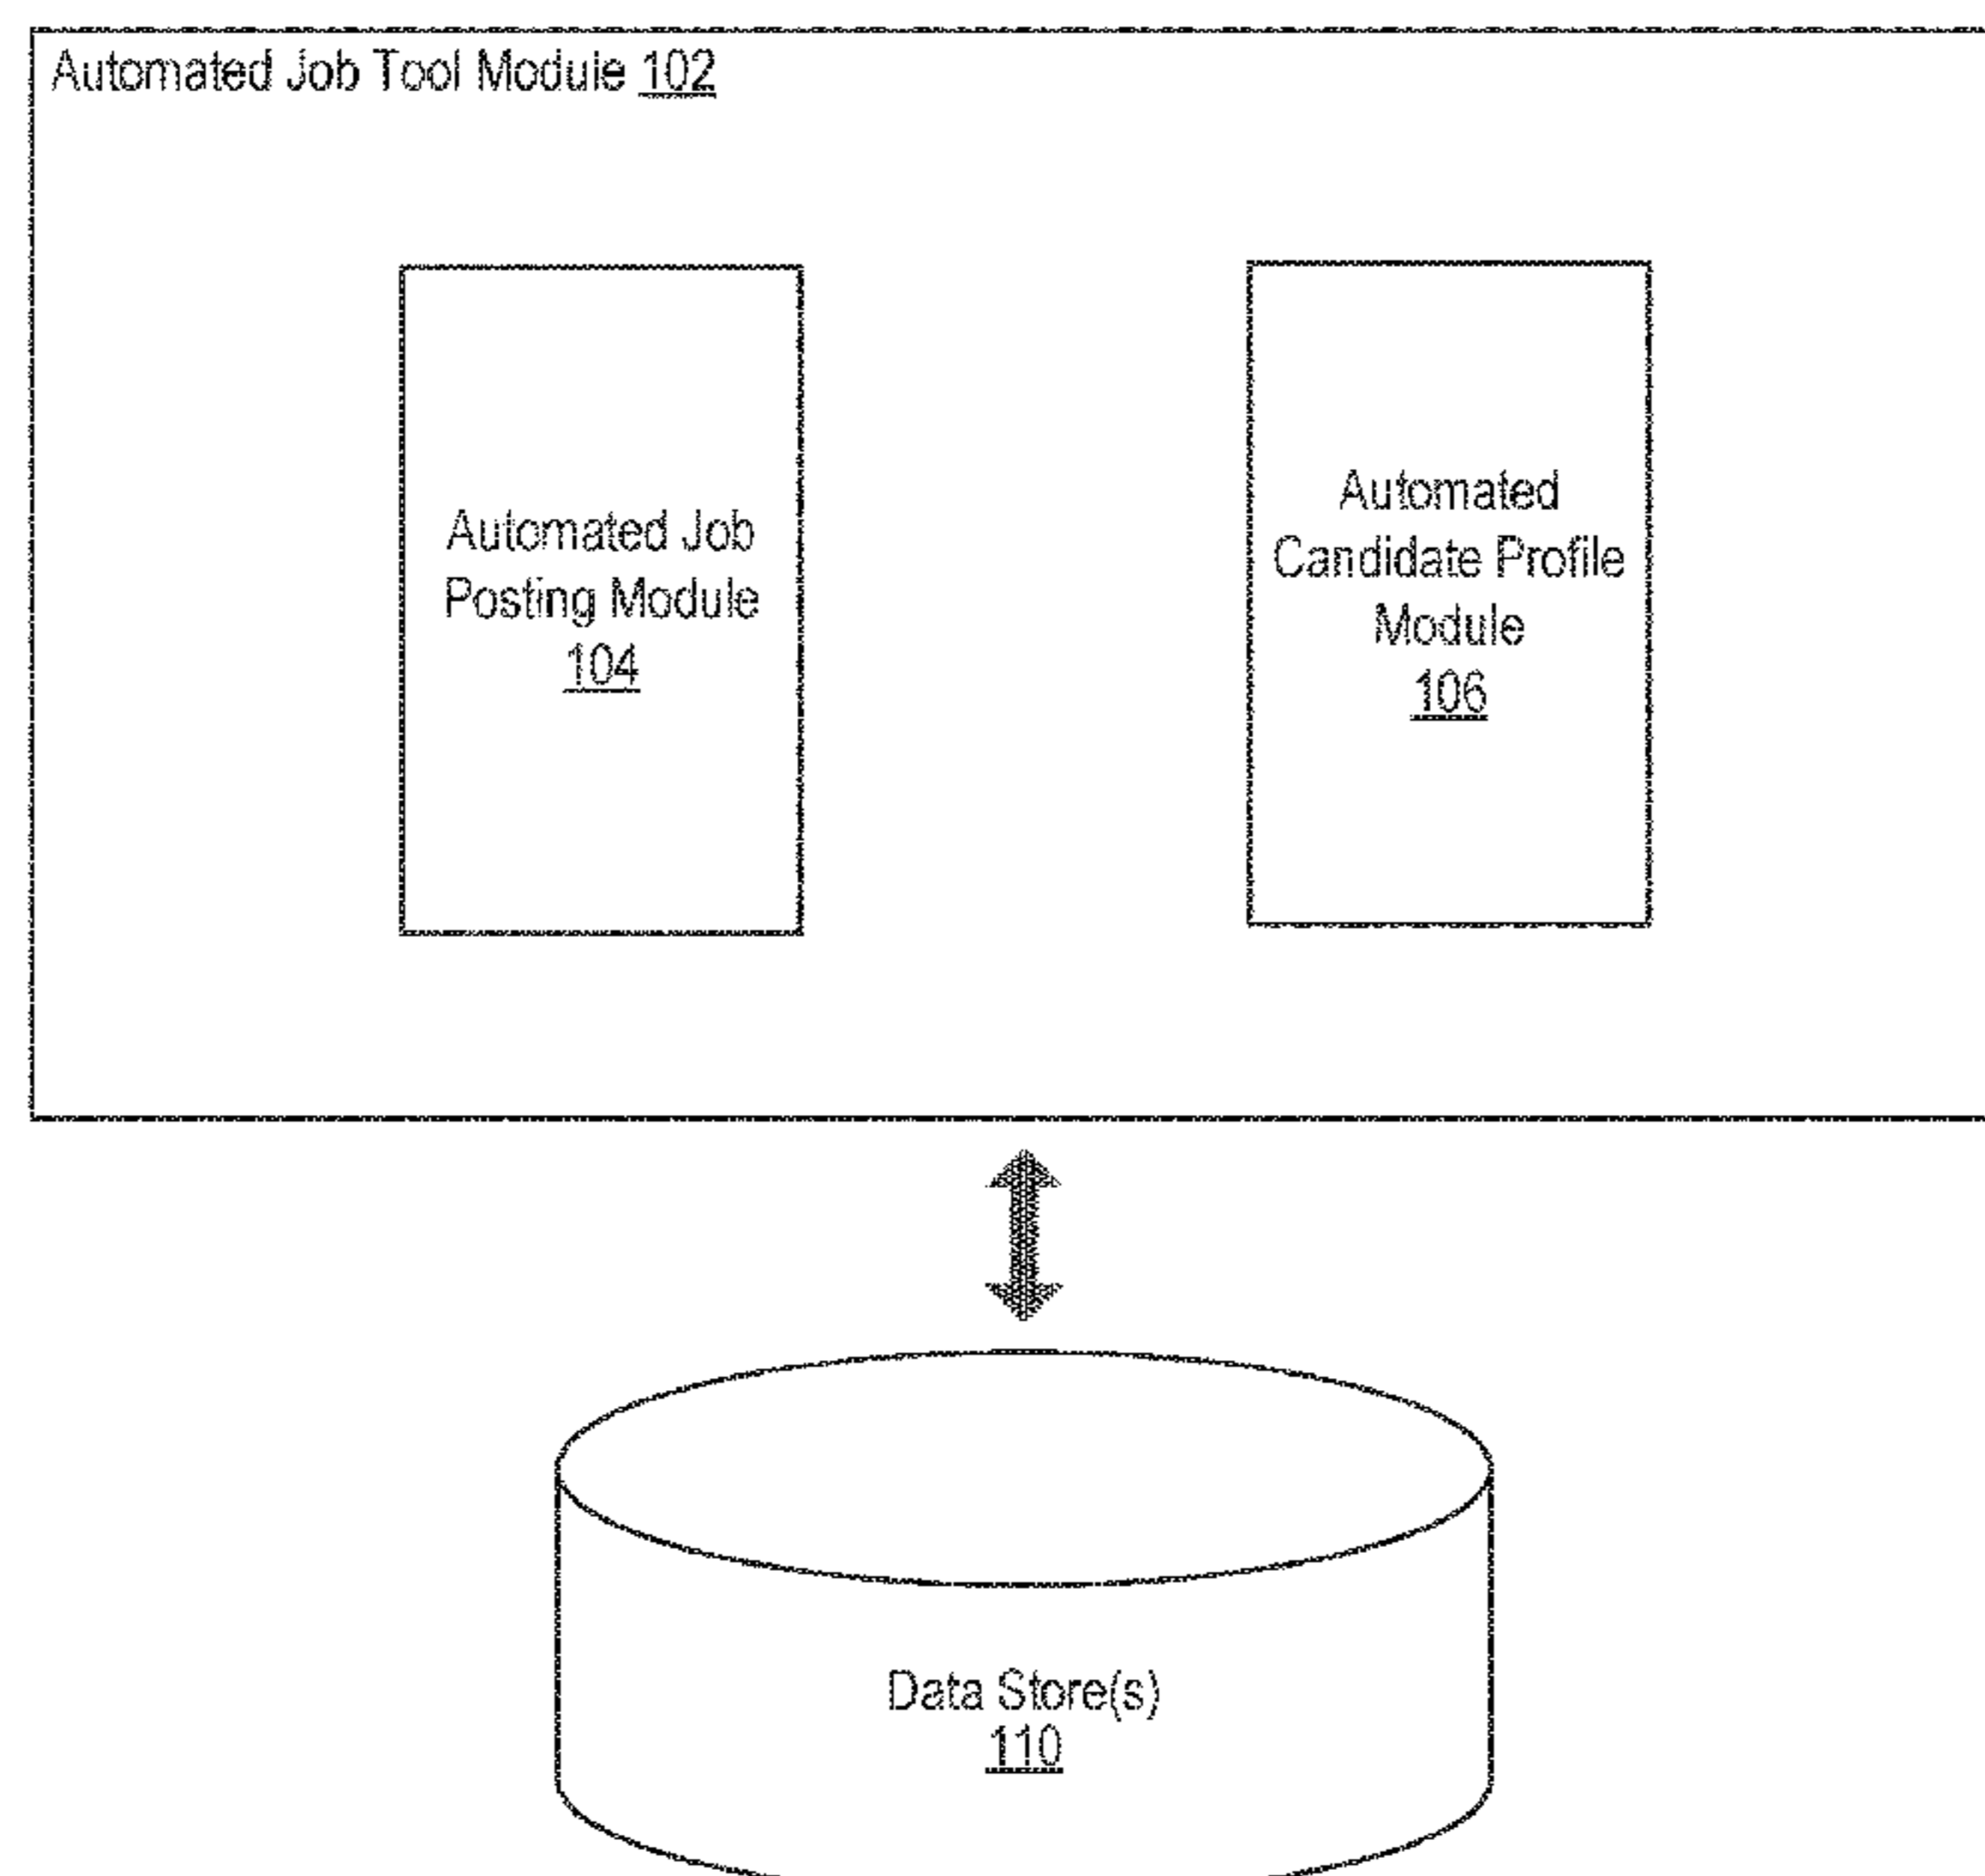 Automated Job Tool Module 102
Automated Job
Posting Module
104
Automated
Candidate Profile
Module
106
Data Store(s)
110